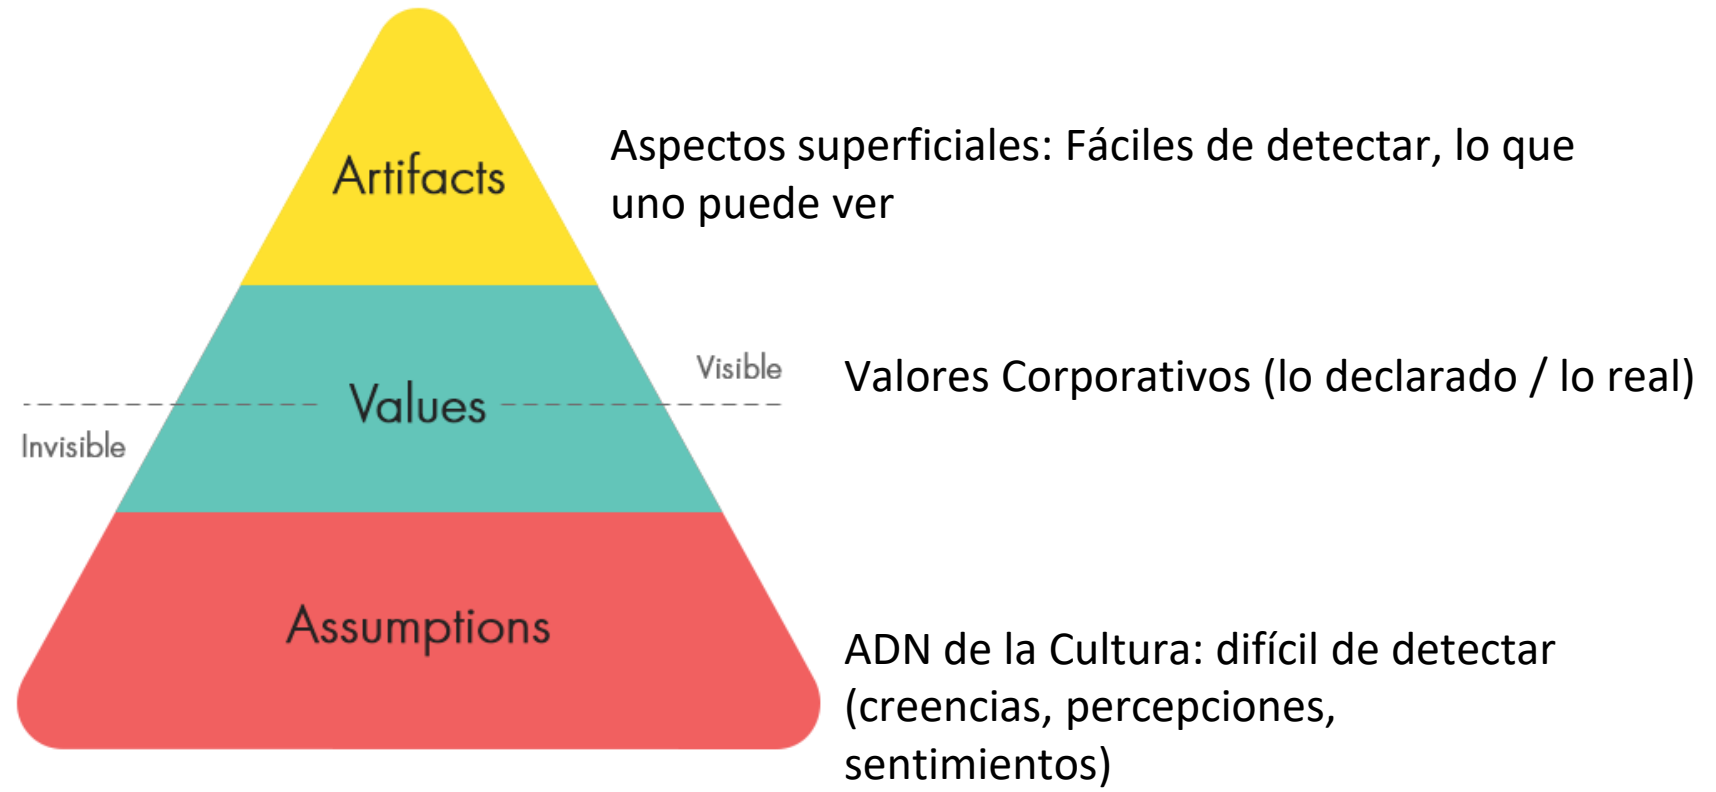 Artifacts
Aspectos superficiales: Fáciles de detectar, lo que
uno puede ver
Visible
Values
Valores Corporativos (lo declarado / lo real)
Invisible
Assumptions
ADN de la Cultura: difícil de detectar
(creencias, percepciones,
sentimientos)